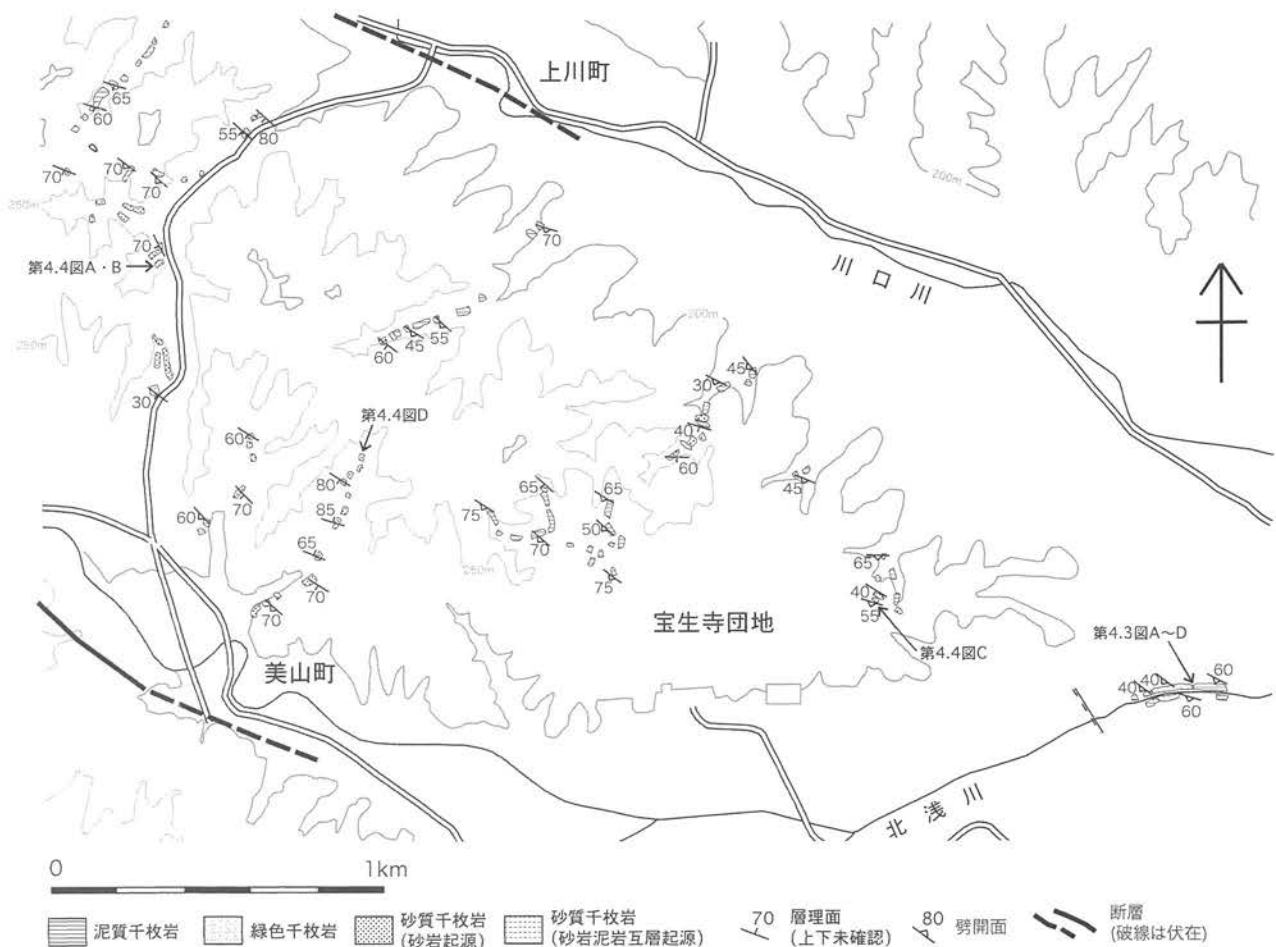 上川町
65
60
55
80
70
70
70
200m
250m
70
70
第4.4図A・B
川口川
200m
250m
60
45
55
30
45
30
第4.4図D
40
60
60
80
65
65
45
70
75
60
85
50
70
65
250m
75
65
70
40
70
55
宝生寺団地
第4.3図A～D
美山町
第4.4図C
40
40
60
60
北浅川
0 1km
泥質千枚岩
緑色千枚岩
砂質千枚岩
(砂岩起源)
砂質千枚岩
(砂岩泥岩互層起源)
70
層理面
(上下未確認)
80
劈開面
断層
(破線は伏在)